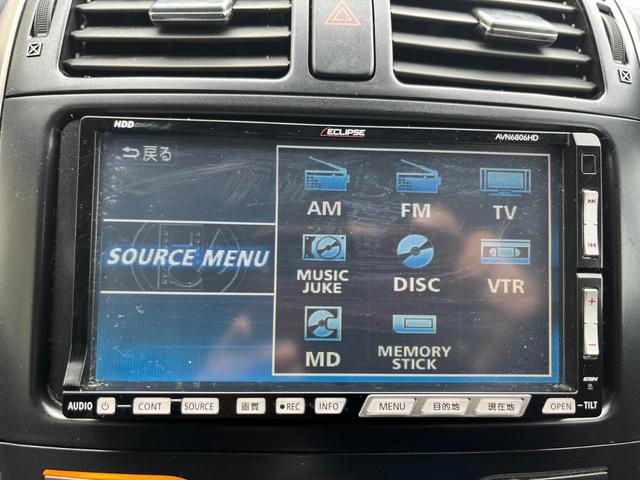 HDD
ECLIPSE
AVN6806HD
戻る
AM FM TV
SOURCE MENU
MUSIC JUKE DISC VTR
MD MEMORY STICK
ESN
AUDIO CONT SOURCE 画質 ●REC INFO MENU 目的地 現在地 OPEN TILT